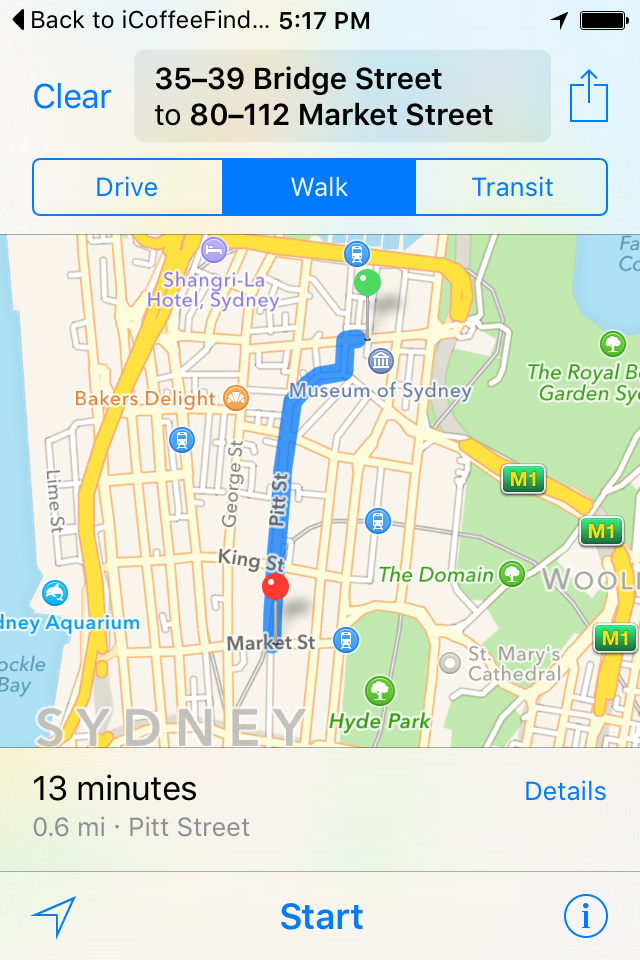 Back to iCoffeeFind... 5:17 PM
Clear
35–39 Bridge Street
to 80–112 Market Street
Drive
Walk
Transit
Shangri-La
Hotel, Sydney
Fa
Co
Museum of Sydney
The Royal B
Garden Syd
Bakers Delight
M1
Lime St
George St
Pitt St
M1
King St
The Domain
WOOL
dney Aquarium
Market St
M1
ockle
Bay
St. Mary's
Cathedral
SYDNEY
Hyde Park
13 minutes
Details
0.6 mi · Pitt Street
Start
i